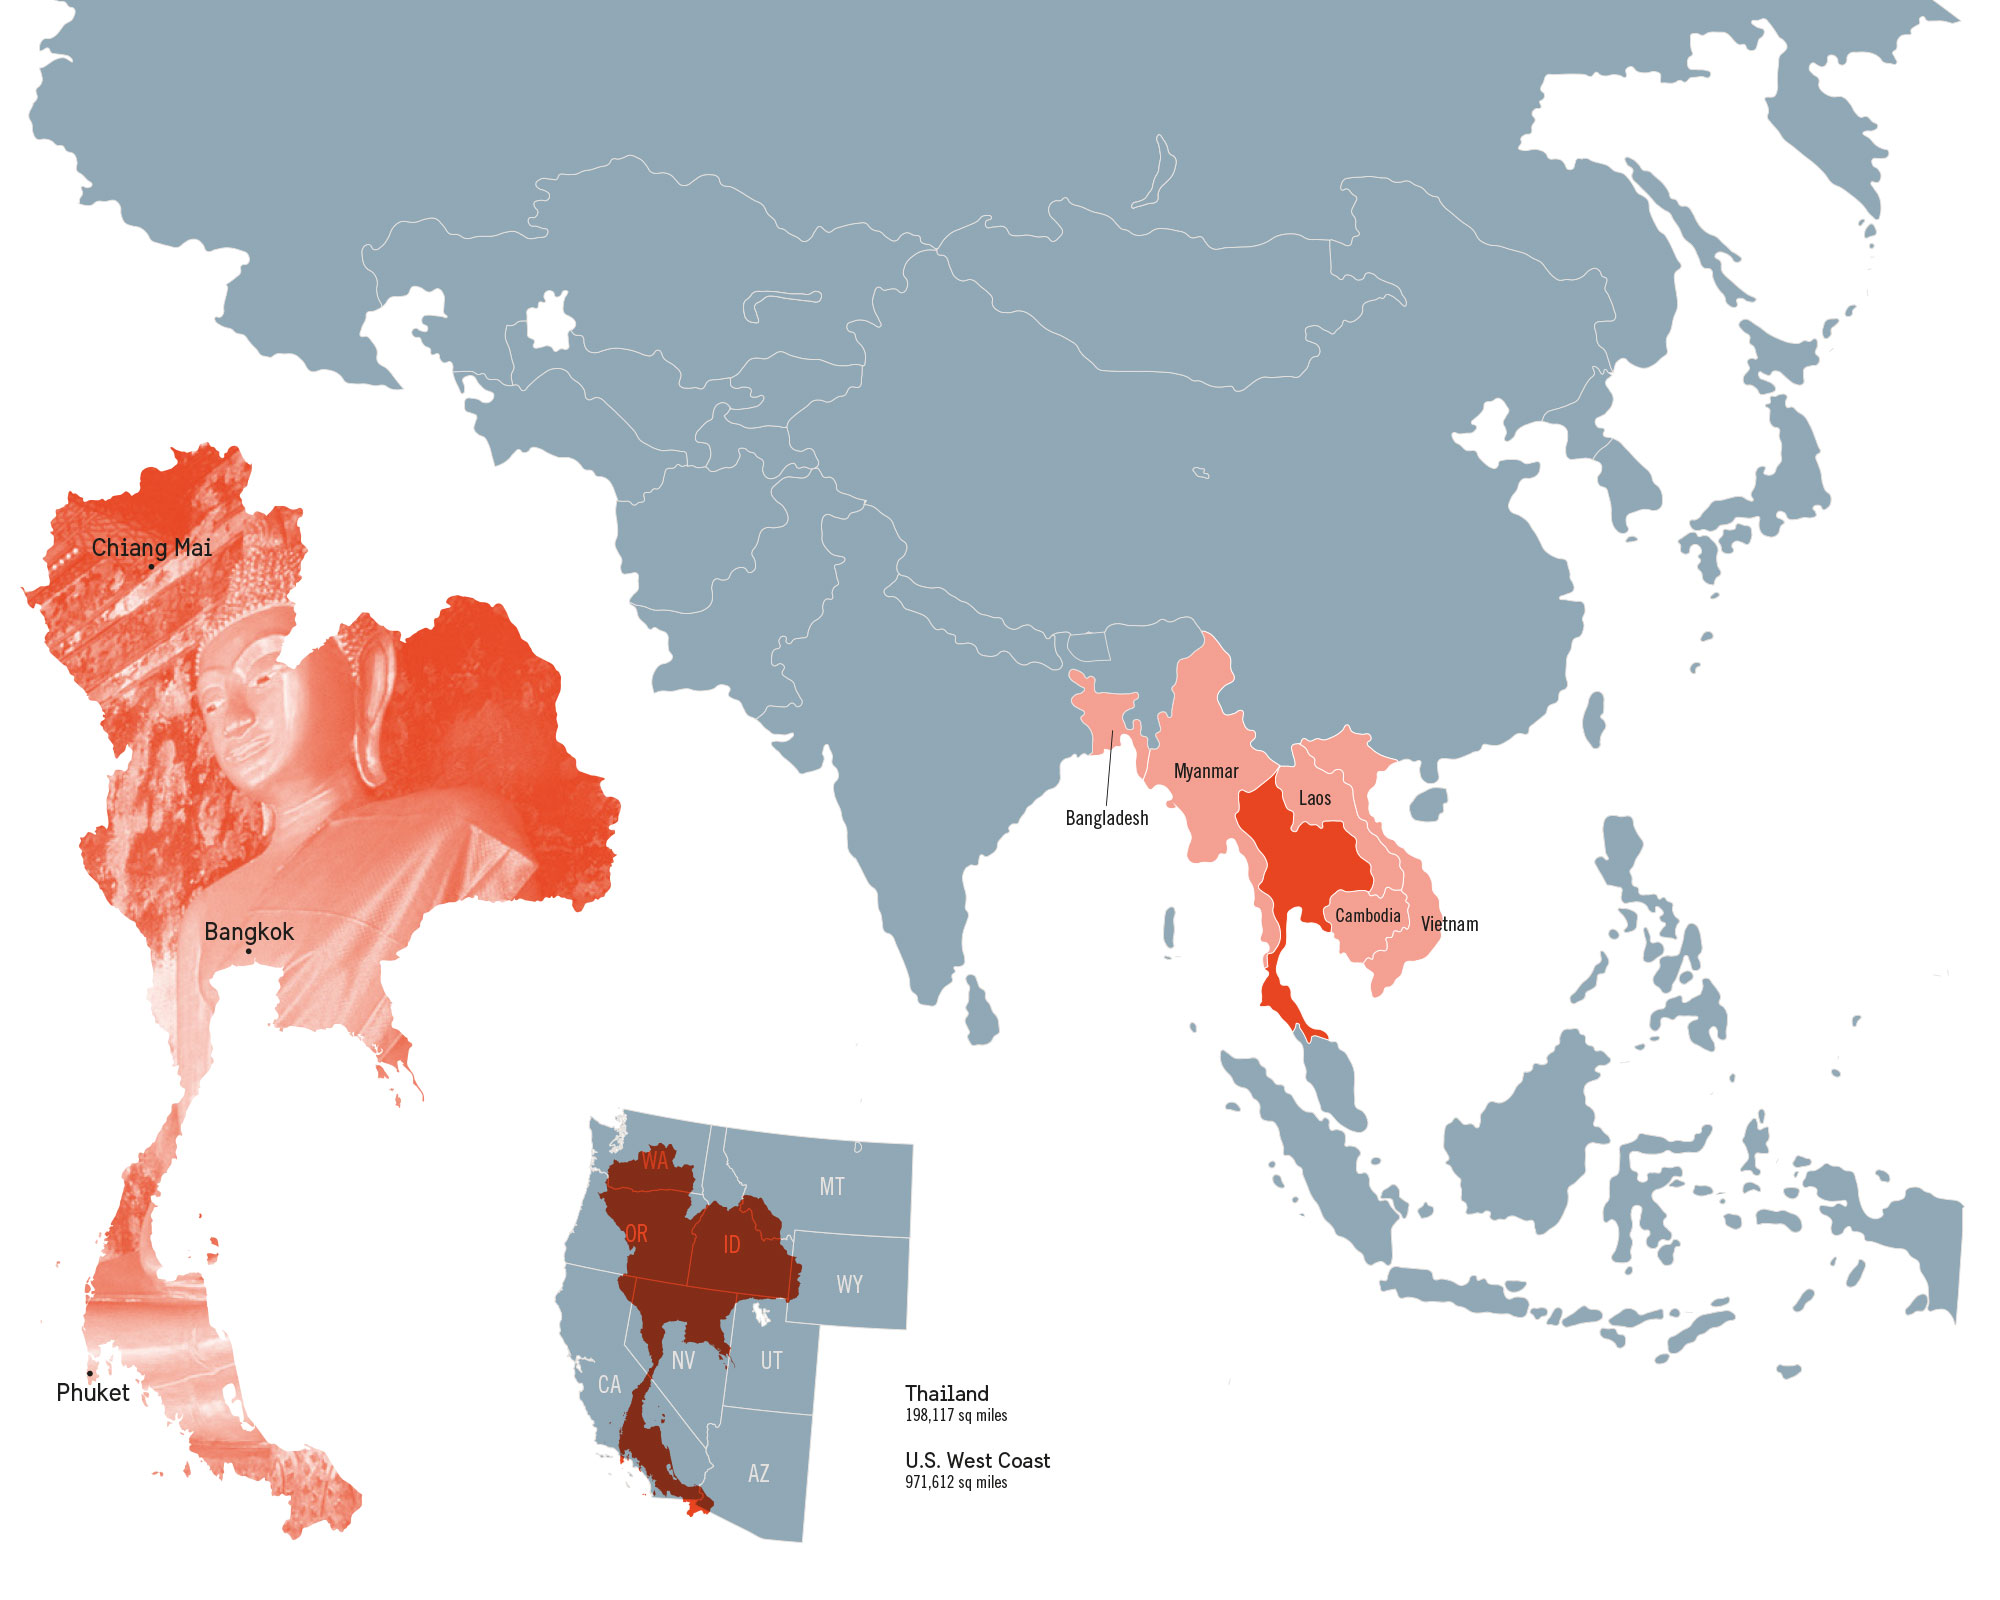 Chiang Mai
Bangkok
Phuket
Myanmar
Laos
Bangladesh
Cambodia
Vietnam
WA
MT
OR
ID
WY
NV
UT
CA
AZ
Thailand
198,117 sq miles
U.S. West Coast
971,612 sq miles